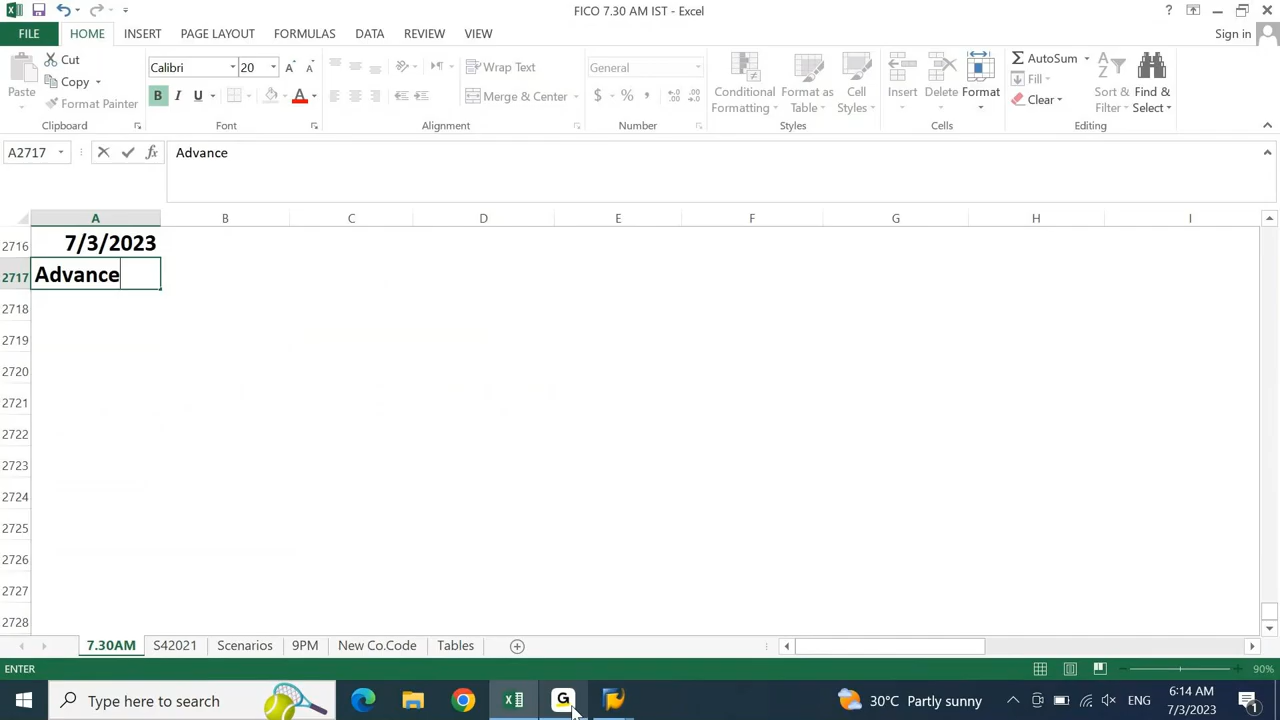 FICO 7.30 AM IST - Excel
?
FILE HOME INSERT PAGE LAYOUT FORMULAS DATA REVIEW VIEW Sign in
Paste
Cut
Copy
Format Painter
Clipboard
Calibri 20
B I U A
Font
Wrap Text
Merge & Center
Alignment
General
$ % ,
Number
Conditional Formatting
Format as Table
Cell Styles
Styles
Insert
Delete
Format
Cells
AutoSum
Fill
Clear
Sort & Filter
Find & Select
Editing
A2717 fx Advance
A B C D E F G H I
2716 7/3/2023
2717 Advance
2718
2719
2720
2721
2722
2723
2724
2725
2726
2727
2728
7.30AM S42021 Scenarios 9PM New Co.Code Tables
ENTER 90%
Type here to search G 30°C Partly sunny ENG 6:14 AM
7/3/2023 1